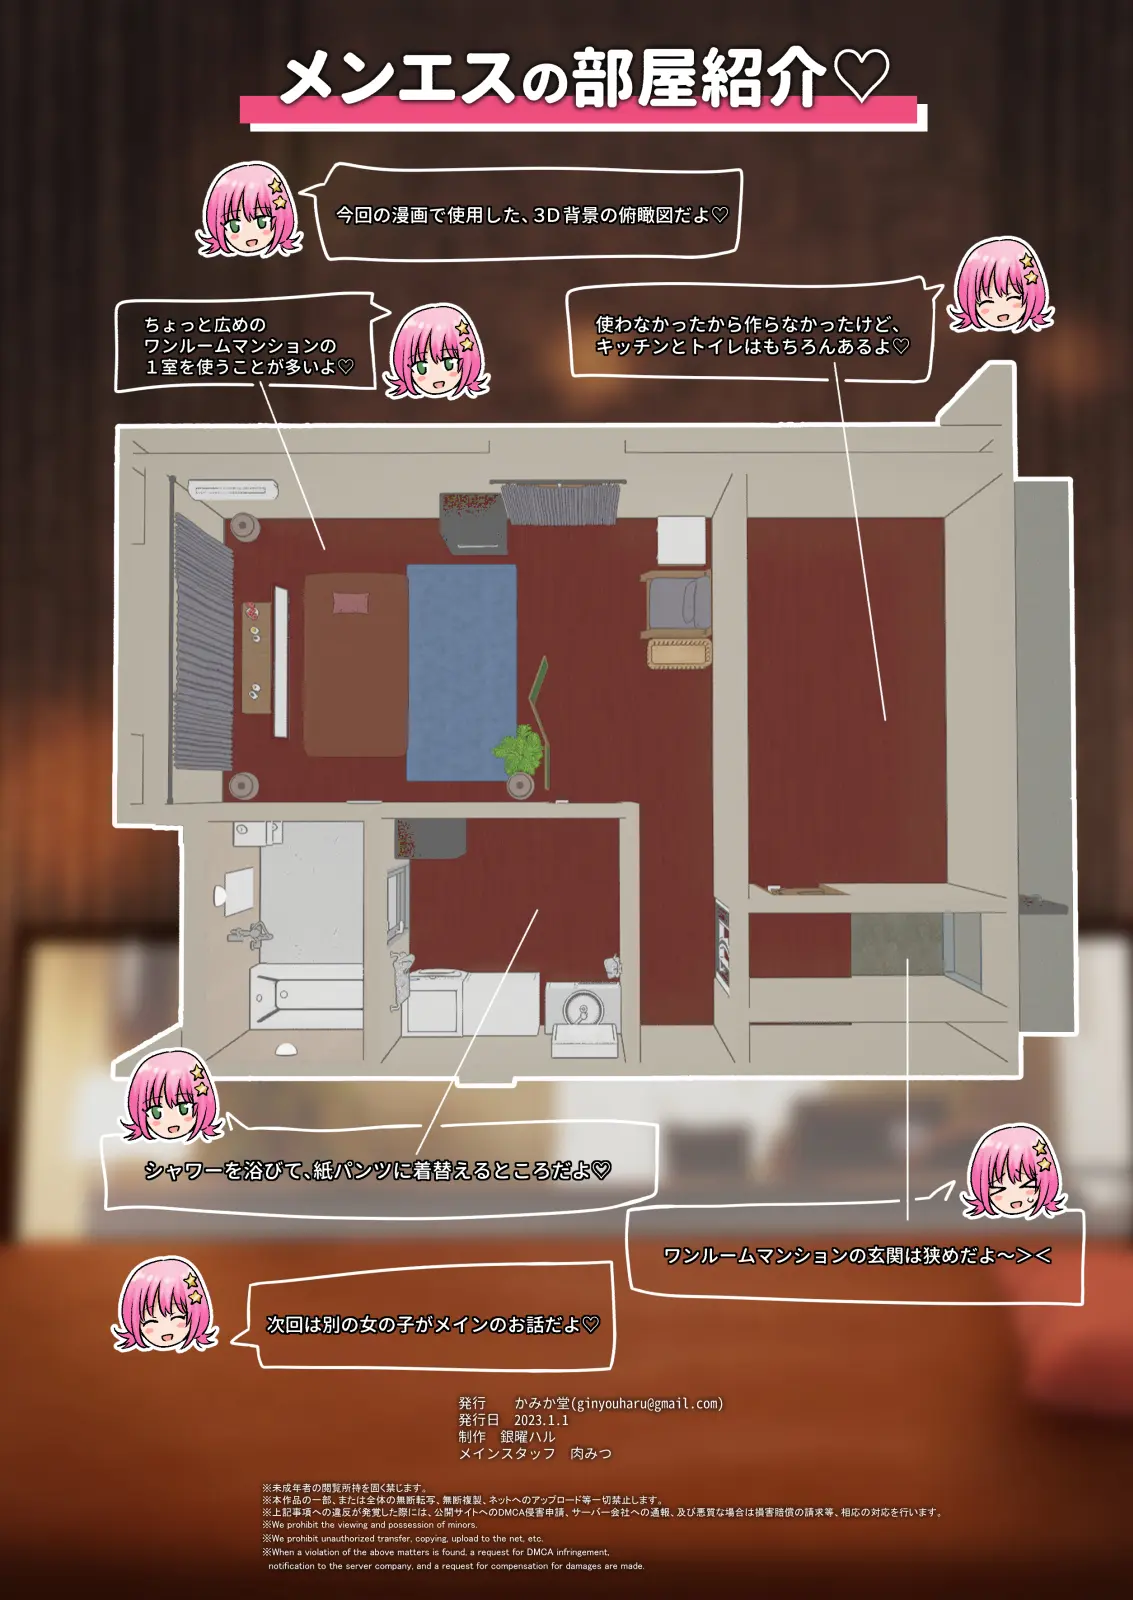 メンエスの部屋紹介♡
今回の漫画で使用した、3D背景の俯瞰図だよ♡
ちょっと広めの
ワンルームマンションの
１室を使うことが多いよ♡
使わなかったから作らなかったけど、
キッチンとトイレはもちろんあるよ♡
シャワーを浴びて、紙パンツに着替えるところだよ♡
ワンルームマンションの玄関は狭めだよ～＞＜
次回は別の女の子がメインのお話だよ♡
発行　　かみか堂(ginyouharu@gmail.com)
発行日　2023.1.1
制作　銀曜ハル
メインスタッフ　肉みつ
※未成年者の閲覧所持を固く禁じます。
※本作品の一部、または全体の無断転写、無断複製、ネットへのアップロード等一切禁止します。
※上記事項への違反が発覚した際には、公開サイトへのDMCA侵害申請、サーバー会社への通報、及び悪質な場合は損害賠償の請求等、相応の対応を行います。
※We prohibit the viewing and possession of minors.
※We prohibit unauthorized transfer, copying, upload to the net, etc.
※When a violation of the above matters is found, a request for DMCA infringement,
notification to the server company, and a request for compensation for damages are made.